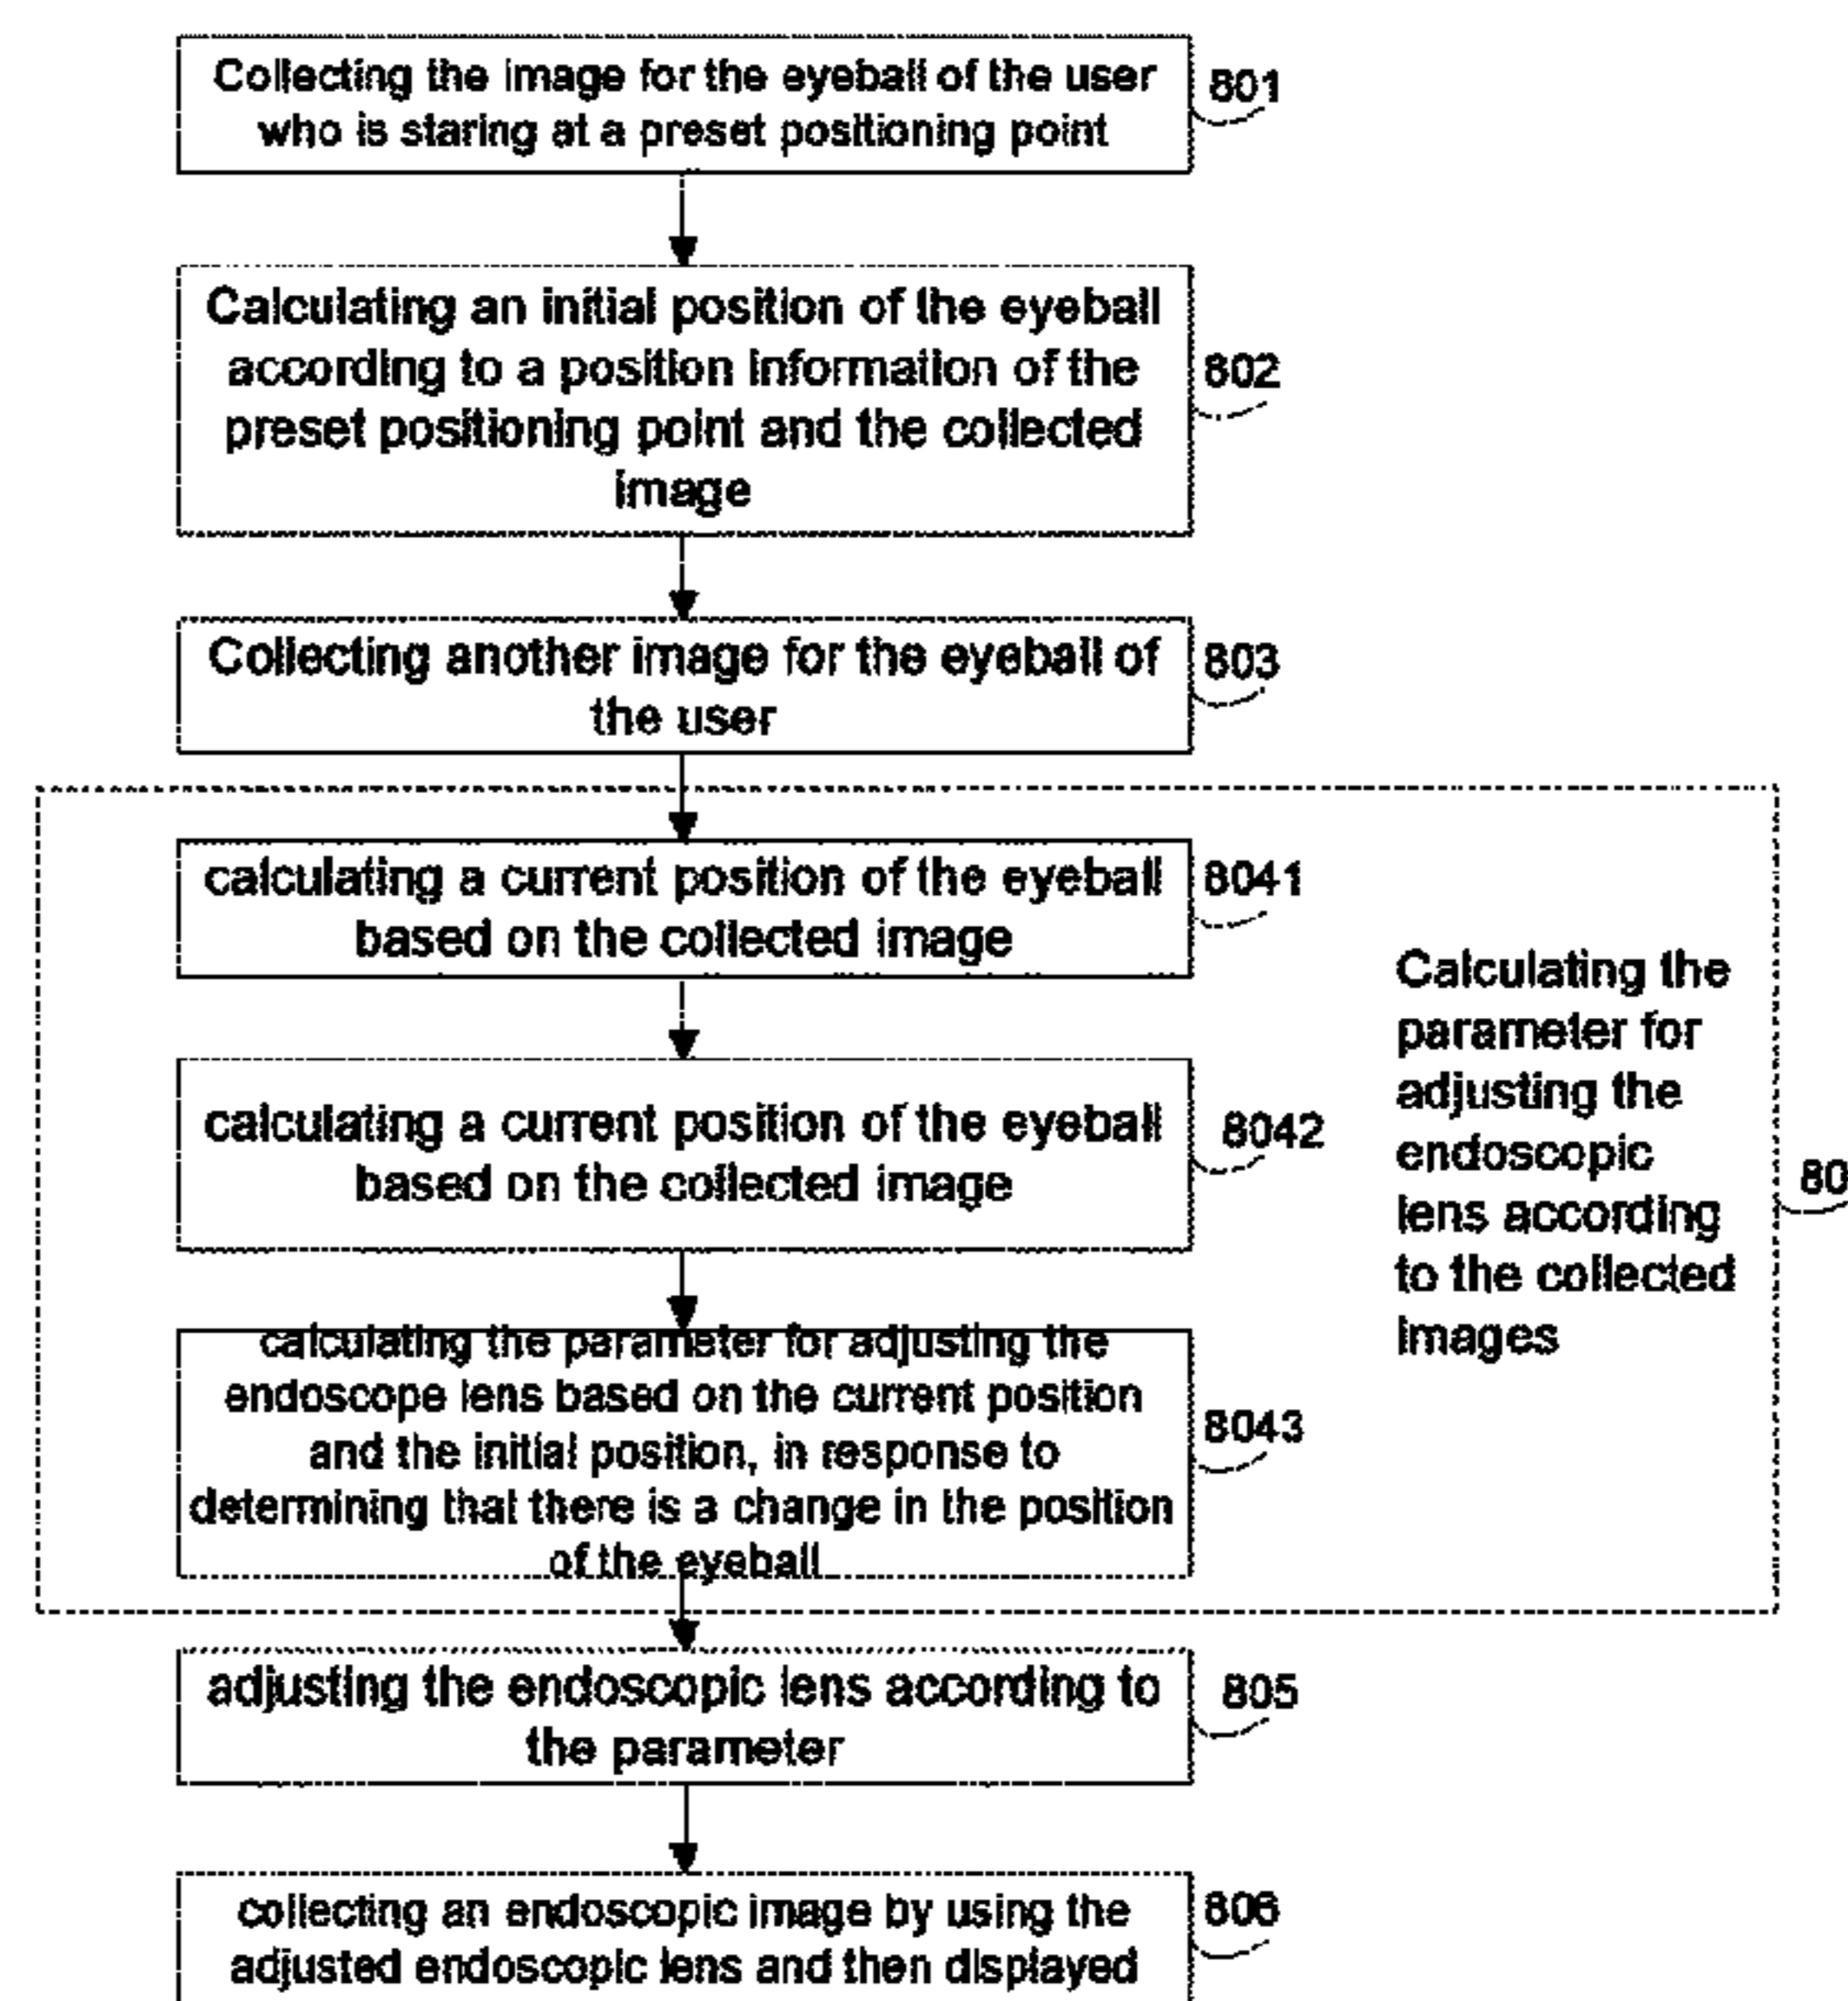 Collecting the image for the eyeball of the user
who is staring at a preset positioning point
801
Calculating an initial position of the eyeball
according to a position information of the
preset positioning point and the collected
image
802
Collecting another image for the eyeball of
the user
803
calculating a current position of the eyeball
based on the collected image
8041
calculating a current position of the eyeball
based on the collected image
8042
calculating the parameter for adjusting the
endoscope lens based on the current position
and the initial position, in response to
determining that there is a change in the position
of the eyeball
8043
Calculating the
parameter for
adjusting the
endoscopic
lens according
to the collected
images
80
adjusting the endoscopic lens according to
the parameter
805
collecting an endoscopic image by using the
adjusted endoscopic lens and then displayed
806